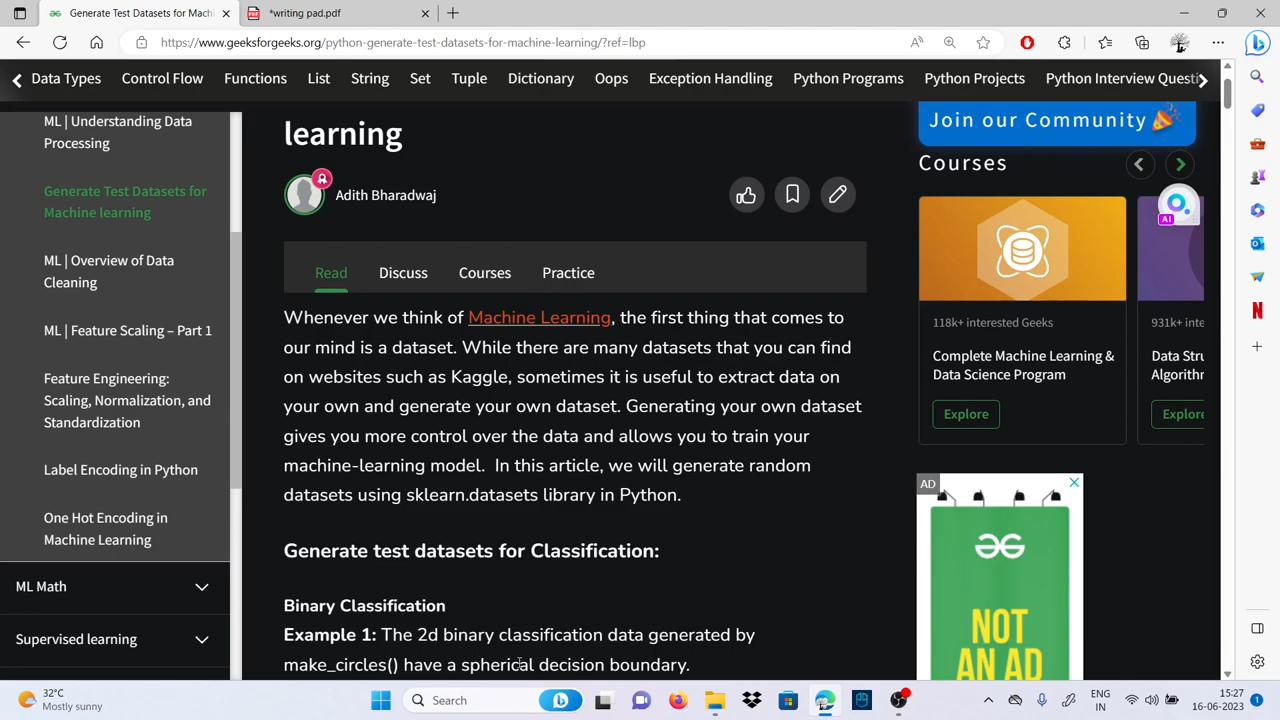 Generate Test Datasets for Machi
*writing pad.pdf
https://www.geeksforgeeks.org/python-generate-test-datasets-for-machine-learning/?ref=lbp
Data Types Control Flow Functions List String Set Tuple Dictionary Oops Exception Handling Python Programs Python Projects Python Interview Questi
ML | Understanding Data
Processing
Generate Test Datasets for
Machine learning
ML | Overview of Data
Cleaning
ML | Feature Scaling – Part 1
Feature Engineering:
Scaling, Normalization, and
Standardization
Label Encoding in Python
One Hot Encoding in
Machine Learning
ML Math
Supervised learning
learning
Adith Bharadwaj
Read Discuss Courses Practice
Whenever we think of Machine Learning, the first thing that comes to
our mind is a dataset. While there are many datasets that you can find
on websites such as Kaggle, sometimes it is useful to extract data on
your own and generate your own dataset. Generating your own dataset
gives you more control over the data and allows you to train your
machine-learning model.  In this article, we will generate random
datasets using sklearn.datasets library in Python.
Generate test datasets for Classification:
Binary Classification
Example 1: The 2d binary classification data generated by
make_circles() have a spherical decision boundary.
Join our Community
Courses
AI
118k+ interested Geeks
Complete Machine Learning &
Data Science Program
Explore
931k+ inte
Data Stru
Algorithr
Explore
AD
NOT
AN AD
32°C
Mostly sunny
Search
ENG
IN
15:27
16-06-2023
1